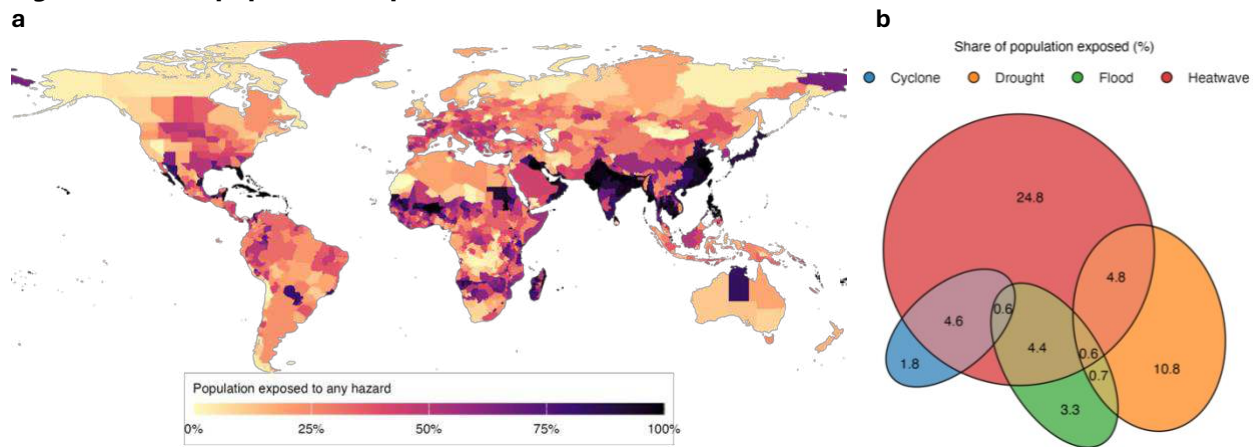 a
b
Share of population exposed (%)
Cyclone Drought Flood Heatwave
24.8
4.8
0.6
4.6
4.4
0.6
1.8
0.7
10.8
3.3
Population exposed to any hazard
0% 25% 50% 75% 100%